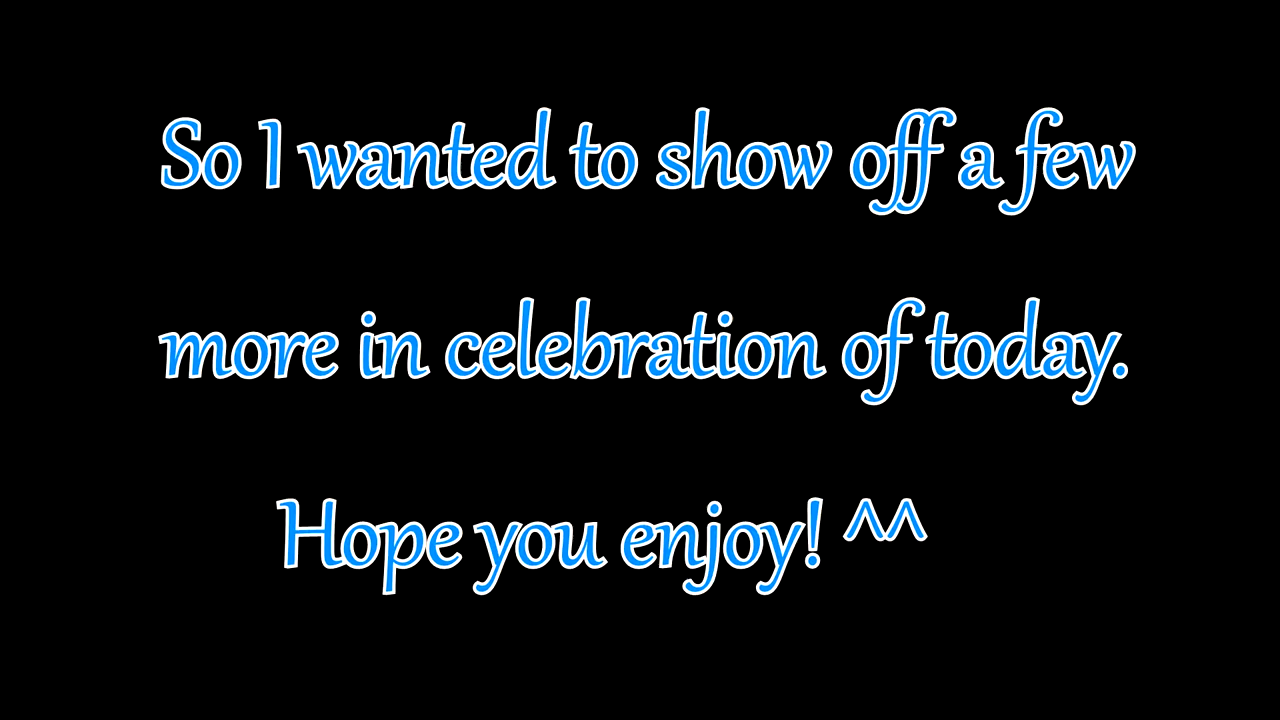 So I wanted to show off a few
more in celebration of today.
Hope you enjoy! ^^